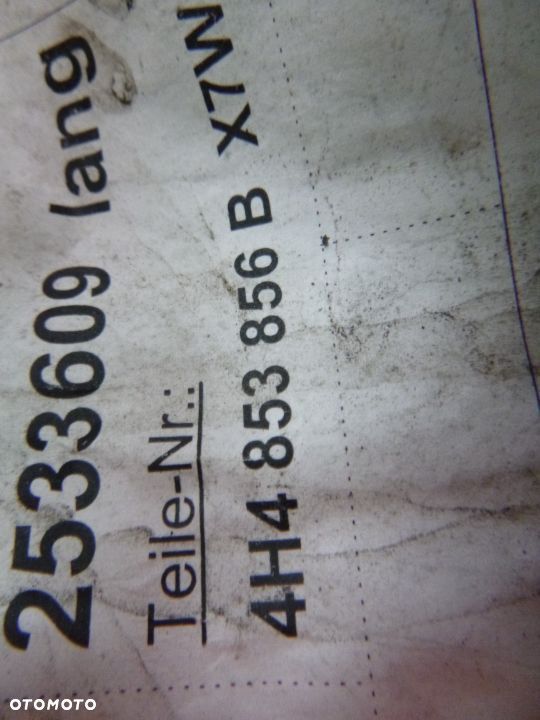 2533609 lang
Teile-Nr.:
4H4 853 856 B X7W
OTOMOTO